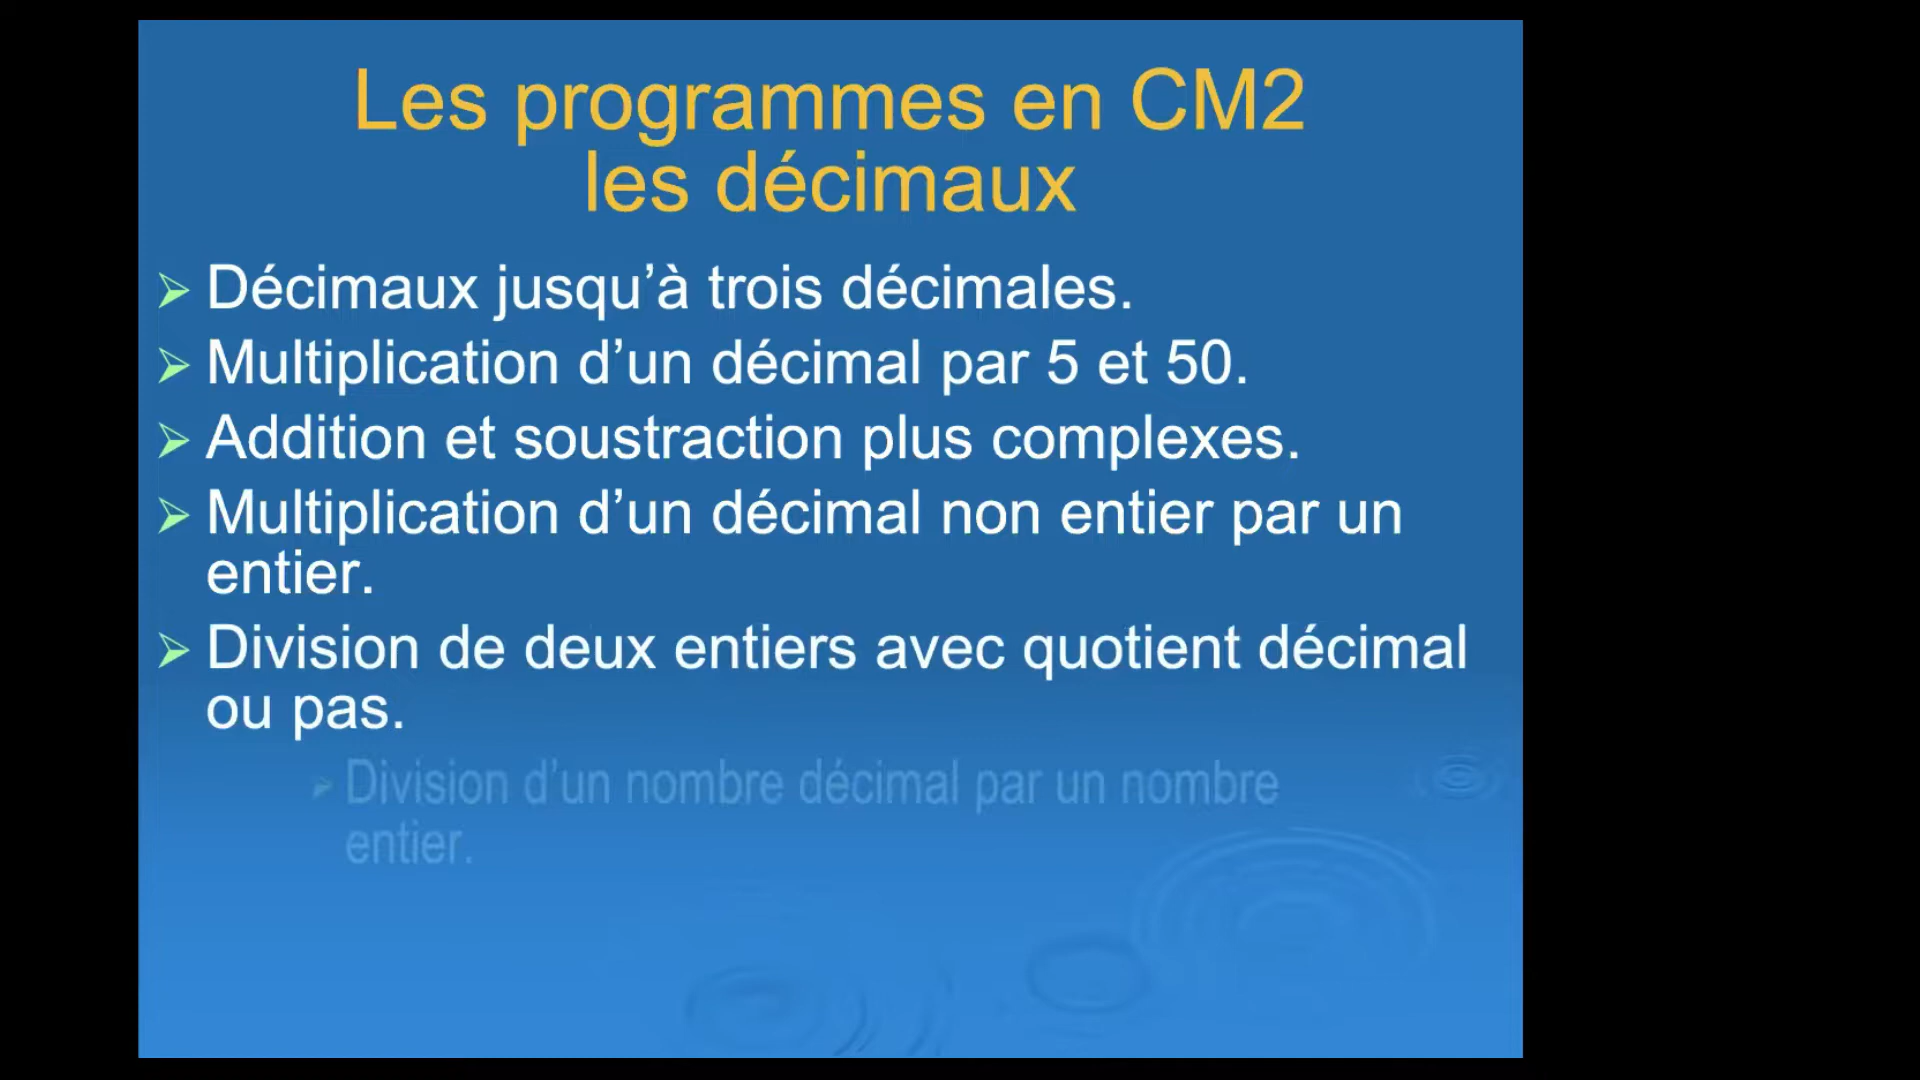 Les programmes en CM2
les décimaux
Décimaux jusqu’à trois décimales.
Multiplication d’un décimal par 5 et 50.
Addition et soustraction plus complexes.
Multiplication d’un décimal non entier par un
entier.
Division de deux entiers avec quotient décimal
ou pas.
Division d’un nombre décimal par un nombre
entier.